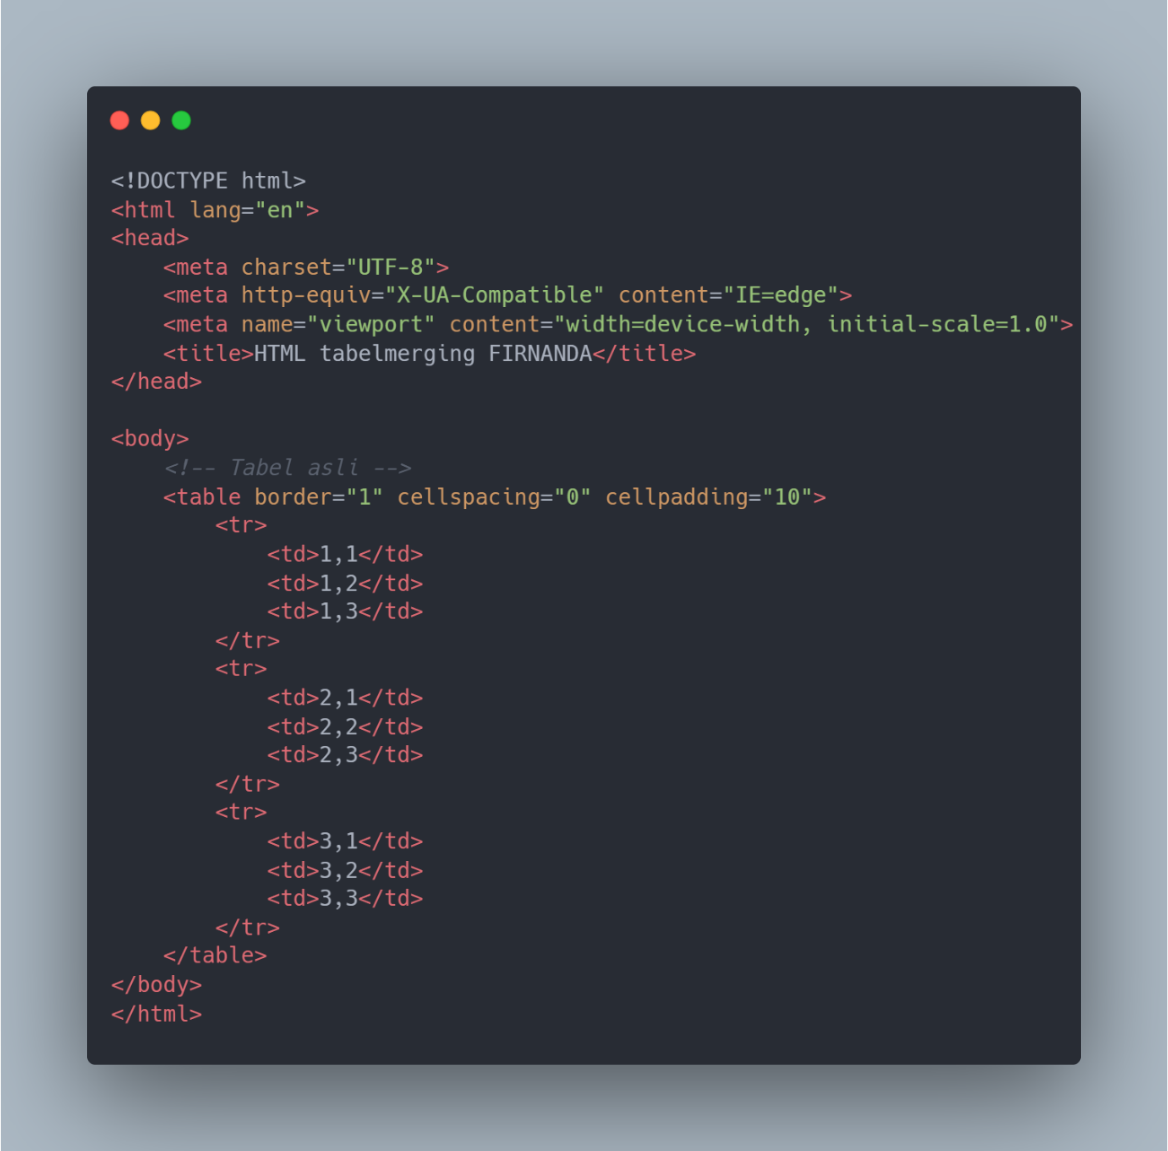 <!DOCTYPE html>
<html lang="en">
<head>
    <meta charset="UTF-8">
    <meta http-equiv="X-UA-Compatible" content="IE=edge">
    <meta name="viewport" content="width=device-width, initial-scale=1.0">
    <title>HTML tabelmerging FIRNANDA</title>
</head>

<body>
    <!-- Tabel asli -->
    <table border="1" cellspacing="0" cellpadding="10">
        <tr>
            <td>1,1</td>
            <td>1,2</td>
            <td>1,3</td>
        </tr>
        <tr>
            <td>2,1</td>
            <td>2,2</td>
            <td>2,3</td>
        </tr>
        <tr>
            <td>3,1</td>
            <td>3,2</td>
            <td>3,3</td>
        </tr>
    </table>
</body>
</html>